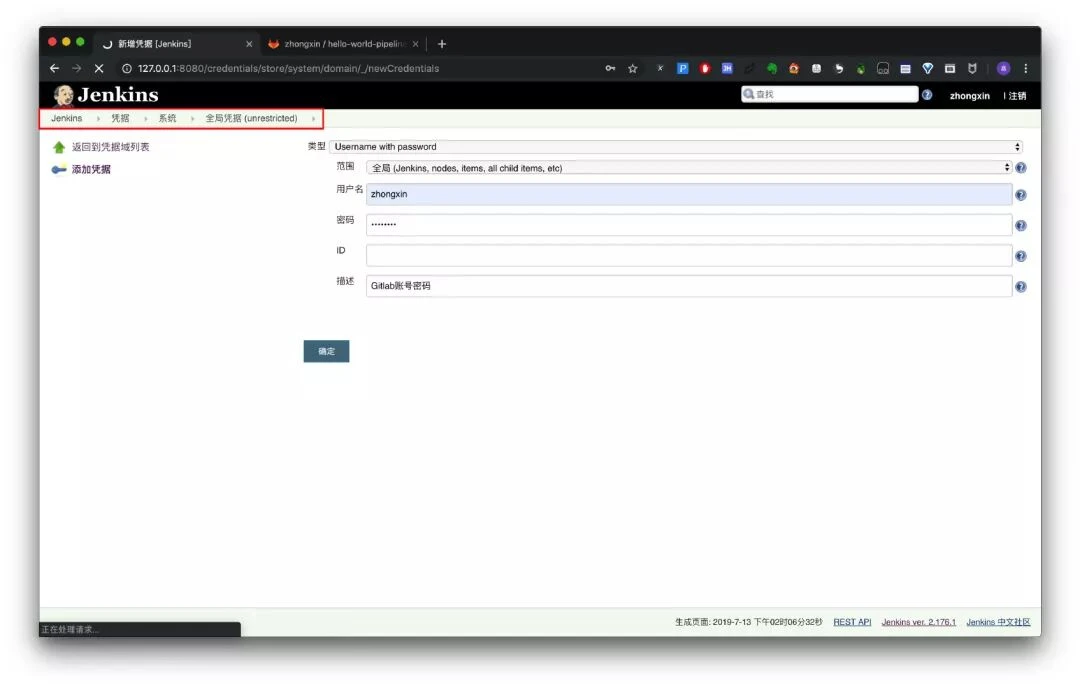 新增凭据 [Jenkins]
zhongxin / hello-world-pipeline
127.0.0.1:8080/credentials/store/system/domain/_/newCredentials
Jenkins
查找
zhongxin
注销
Jenkins 凭据 系统 全局凭据 (unrestricted)
返回到凭据域列表
添加凭据
类型 Username with password
范围 全局 (Jenkins, nodes, items, all child items, etc)
用户名 zhongxin
密码 ········
ID
描述 Gitlab账号密码
确定
正在处理请求...
生成页面: 2019-7-13 下午02时06分32秒 REST API Jenkins ver. 2.176.1 Jenkins 中文社区